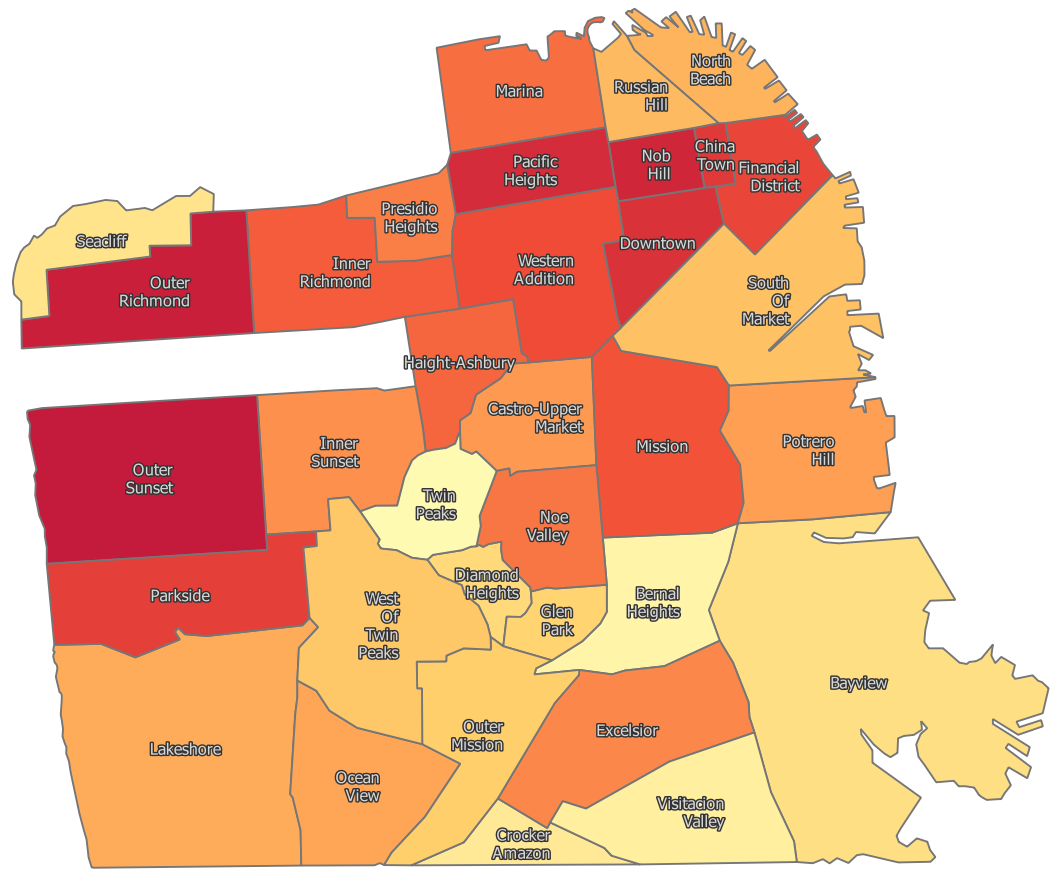 North
Beach
Marina
Russian
Hill
Pacific
Heights
Nob
Hill
China
Town
Financial
District
Presidio
Heights
Seadliff
Downtown
Western
Addition
Inner
Richmond
Outer
Richmond
South
Of
Market
Haight-Ashbury
Castro-Upper
Market
Inner
Sunset
Mission
Potrero
Hill
Outer
Sunset
Twin
Peaks
Noe
Valley
Diamond
Heights
Parkside
West
Of
Twin
Peaks
Glen
Park
Bernal
Heights
Bayview
Outer
Mission
Excelsior
Lakeshore
Ocean
View
Visitacion
Valley
Crocker
Amazon